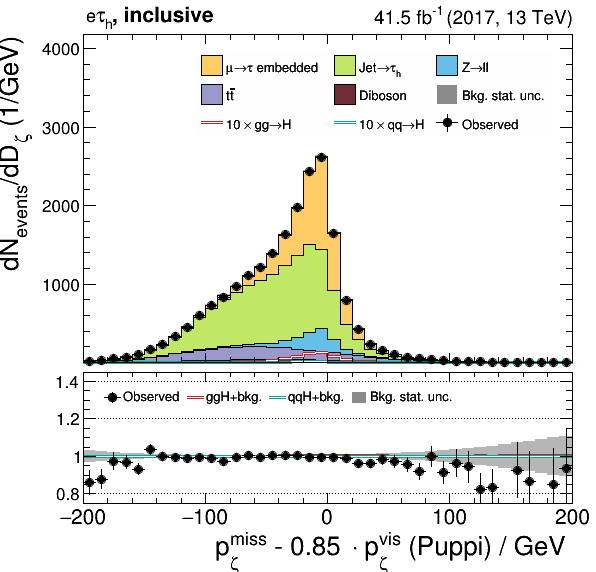 eτh, inclusive 41.5 fb⁻¹ (2017, 13 TeV)
dNevents/dDζ (1/GeV)
4000
3000
2000
1000
μ→τ embedded Jet→τh Z→ll
tt̄ Diboson Bkg. stat. unc.
10 × gg→H 10 × qq→H Observed
1.4
1.2
1
0.8
Observed ggH+bkg. qqH+bkg. Bkg. stat. unc.
−200 −100 0 100 200
pζmiss - 0.85 · pζvis (Puppi) / GeV